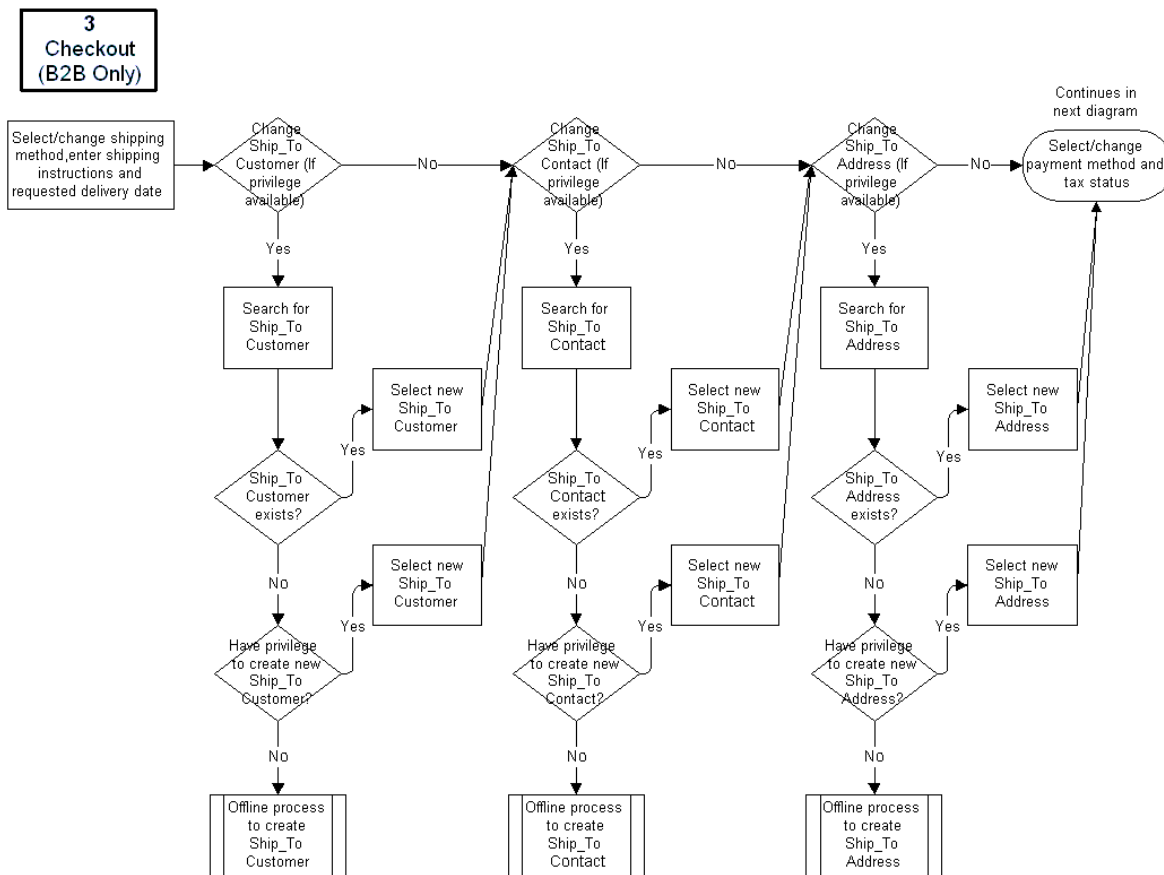 3
Checkout
(B2B Only)
Continues in
next diagram
Select/change shipping
method,enter shipping
instructions and
requested delivery date
Change
Ship_To
Customer (If
privilege
available)
No
Change
Ship_To
Contact (If
privilege
available)
No
Change
Ship_To
Address (If
privilege
available)
No
Select/change
payment method and
tax status
Yes
Yes
Yes
Search for
Ship_To
Customer
Search for
Ship_To
Contact
Search for
Ship_To
Address
Select new
Ship_To
Customer
Select new
Ship_To
Contact
Select new
Ship_To
Address
Yes
Yes
Yes
Ship_To
Customer
exists?
Ship_To
Contact
exists?
Ship_To
Address
exists?
No
Select new
Ship_To
Customer
No
Select new
Ship_To
Contact
No
Select new
Ship_To
Address
Yes
Yes
Yes
Have privilege
to create new
Ship_To
Customer?
Have privilege
to create new
Ship_To
Contact?
Have privilege
to create new
Ship_To
Address?
No
No
No
Offline process
to create
Ship_To
Customer
Offline process
to create
Ship_To
Contact
Offline process
to create
Ship_To
Address